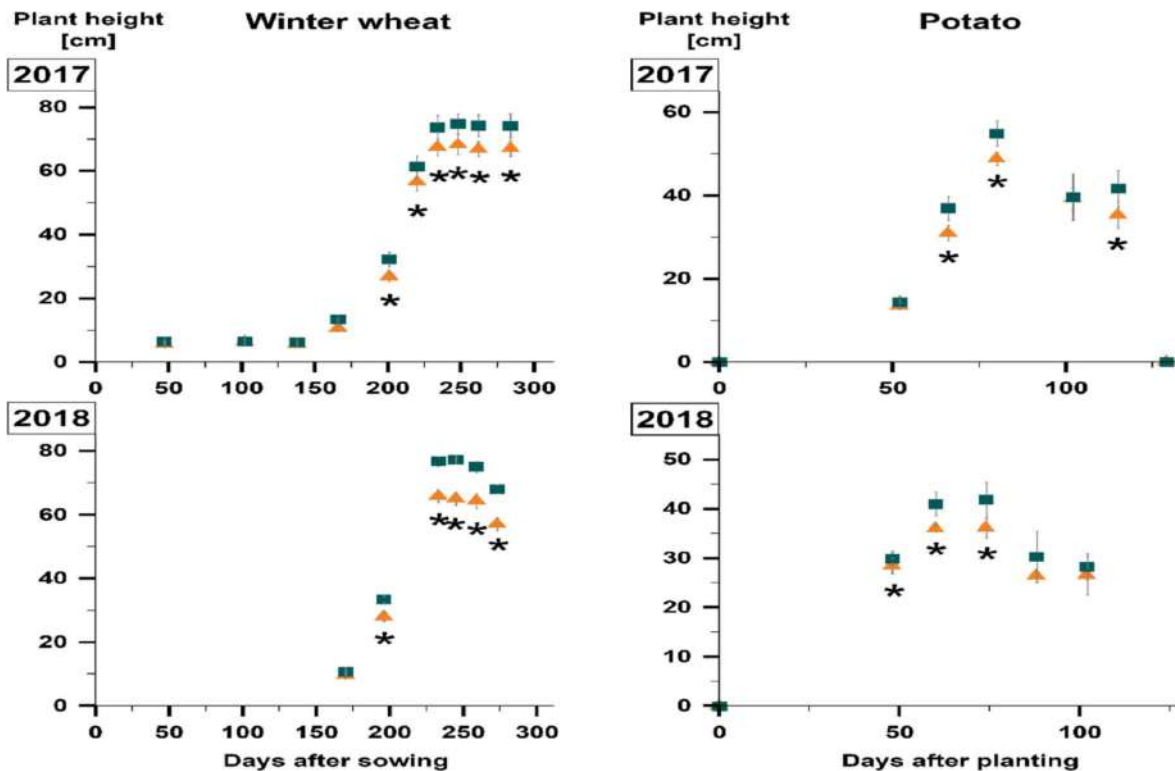 Plant height
[cm]
Winter wheat
2017
80
60
40
20
0
0 50 100 150 200 250 300
* * * * * *
Plant height
[cm]
Potato
2017
60
40
20
0
0 50 100
* * *
2018
80
60
40
20
0
0 50 100 150 200 250 300
* * * * *
Days after sowing
2018
50
40
30
20
10
0
0 50 100
* * *
Days after planting